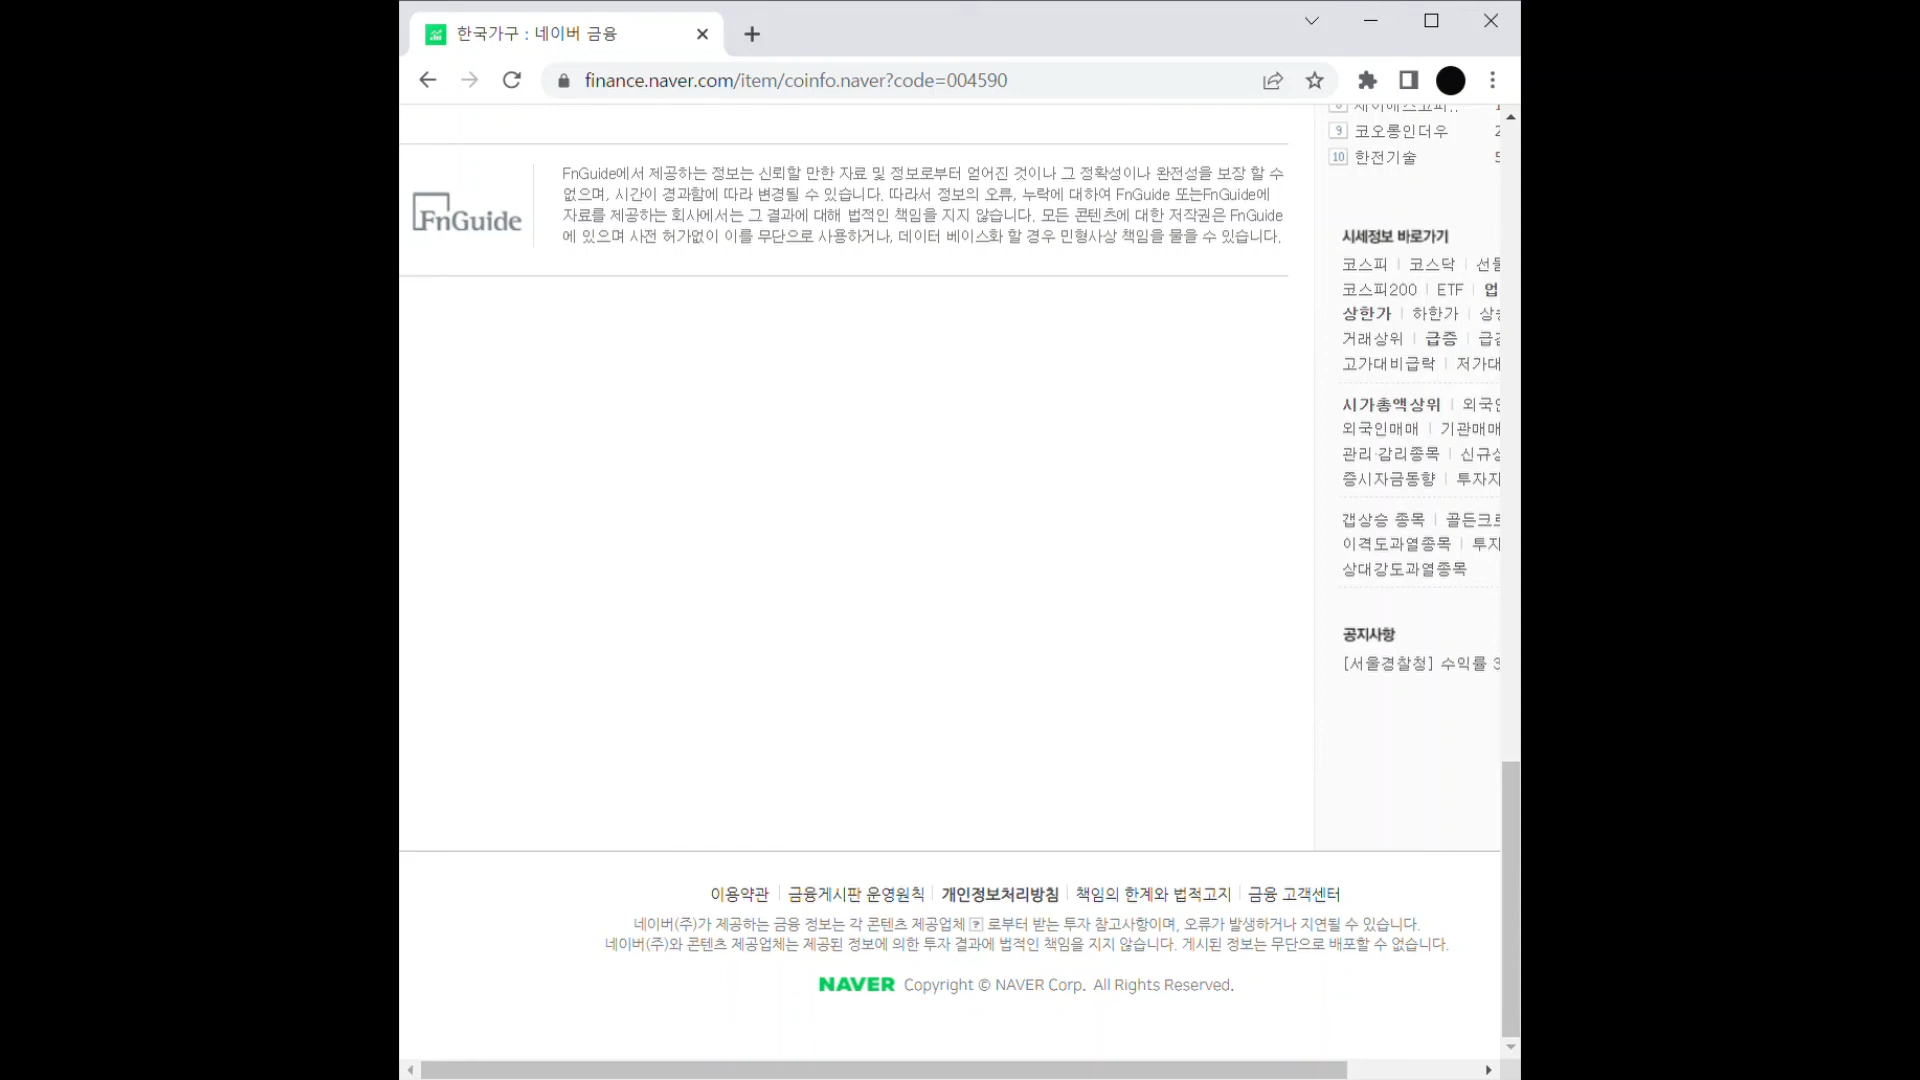 한국가구 : 네이버 금융
finance.naver.com/item/coinfo.naver?code=004590
9 코오롱인더우
10 한전기술
FnGuide
FnGuide에서 제공하는 정보는 신뢰할 만한 자료 및 정보로부터 얻어진 것이나 그 정확성이나 완전성을 보장 할 수
없으며, 시간이 경과함에 따라 변경될 수 있습니다. 따라서 정보의 오류, 누락에 대하여 FnGuide 또는FnGuide에
자료를 제공하는 회사에서는 그 결과에 대해 법적인 책임을 지지 않습니다. 모든 콘텐츠에 대한 저작권은 FnGuide
에 있으며 사전 허가없이 이를 무단으로 사용하거나, 데이터 베이스화 할 경우 민형사상 책임을 물을 수 있습니다.
시세정보 바로가기
코스피 | 코스닥 |
코스피200 | ETF | 업
상한가 | 하한가 |
거래상위 | 급증 |
고가대비급락 | 저가대
시가총액상위 |
외국인매매 | 기관매매
관리·감리종목 |
증시자금동향 |
갭상승 종목 |
이격도과열종목 |
상대강도과열종목
공지사항
[서울경찰청] 수익률
이용약관 | 금융게시판 운영원칙 | 개인정보처리방침 | 책임의 한계와 법적고지 | 금융 고객센터
네이버(주)가 제공하는 금융 정보는 각 콘텐츠 제공업체 ? 로부터 받는 투자 참고사항이며, 오류가 발생하거나 지연될 수 있습니다.
네이버(주)와 콘텐츠 제공업체는 제공된 정보에 의한 투자 결과에 법적인 책임을 지지 않습니다. 게시된 정보는 무단으로 배포할 수 없습니다.
NAVER Copyright © NAVER Corp. All Rights Reserved.